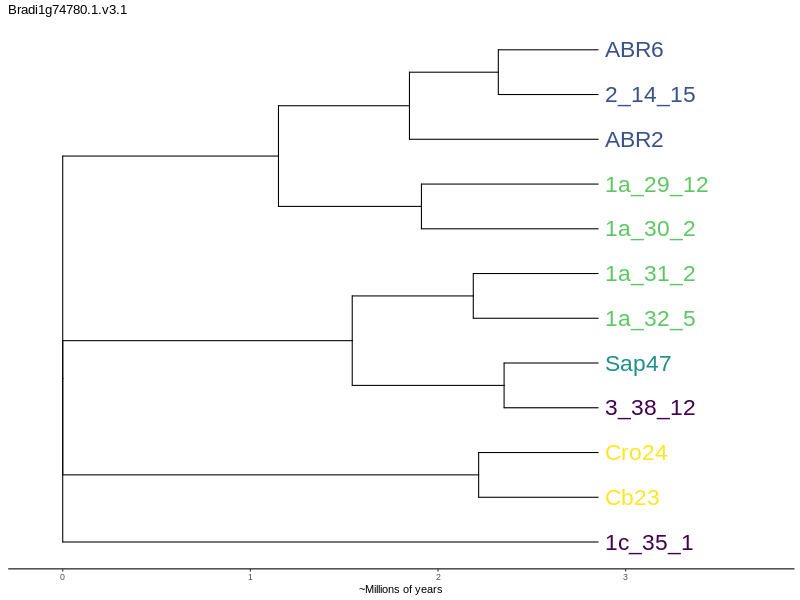 Bradi1g74780.1.v3.1
ABR6
2_14_15
ABR2
1a_29_12
1a_30_2
1a_31_2
1a_32_5
Sap47
3_38_12
Cro24
Cb23
1c_35_1
0 1 2 3
~Millions of years